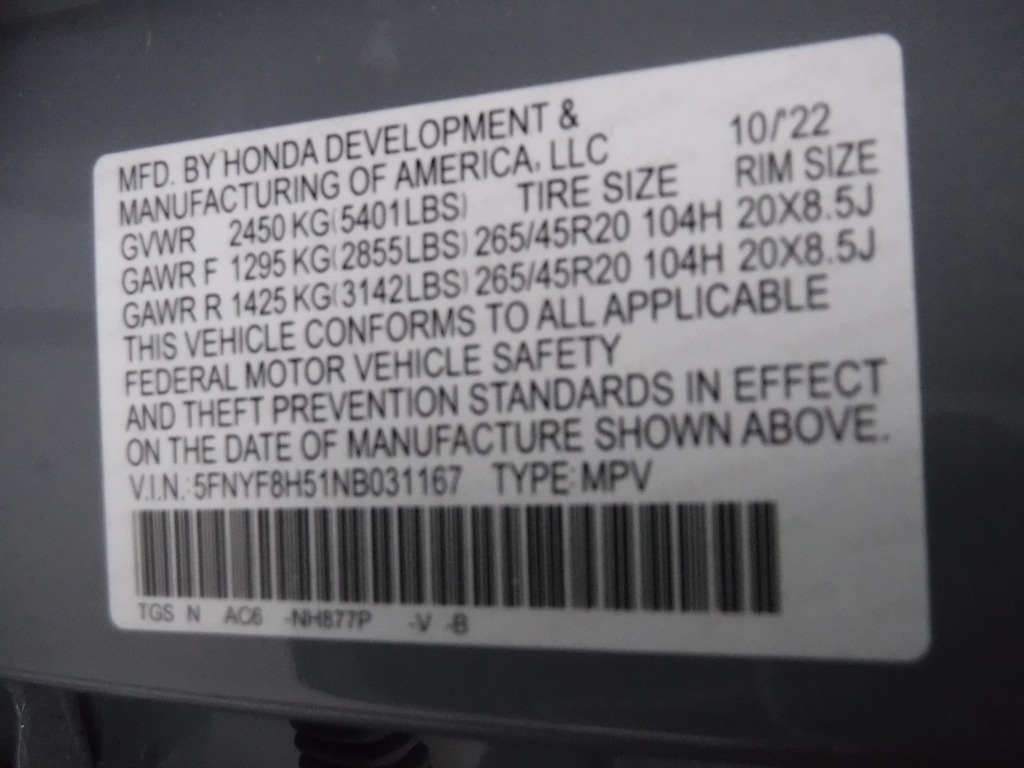 MFD. BY HONDA DEVELOPMENT & 10/'22
MANUFACTURING OF AMERICA, LLC
GVWR 2450 KG(5401LBS) TIRE SIZE RIM SIZE
GAWR F 1295 KG(2855LBS) 265/45R20 104H 20X8.5J
GAWR R 1425 KG(3142LBS) 265/45R20 104H 20X8.5J
THIS VEHICLE CONFORMS TO ALL APPLICABLE
FEDERAL MOTOR VEHICLE SAFETY
AND THEFT PREVENTION STANDARDS IN EFFECT
ON THE DATE OF MANUFACTURE SHOWN ABOVE.
V.I.N.: 5FNYF8H51NB031167 TYPE: MPV
TGS N AC6 -NH877P -V -B